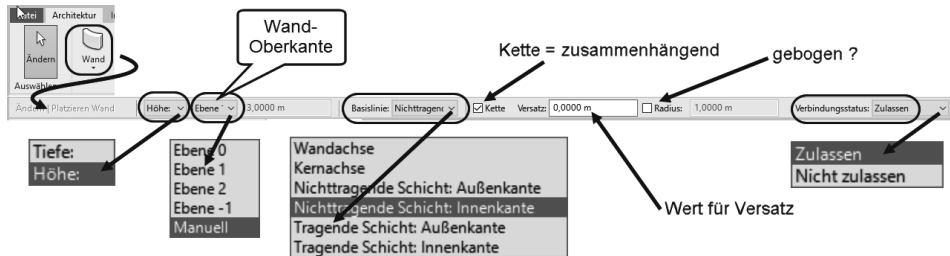 Datei Architektur
Ändern
Wand
Auswählen
Wand-
Oberkante
Kette = zusammenhängend
gebogen ?
Ändern | Platzieren Wand Höhe: Ebene 3,0000 m Basislinie: Nichttragend Kette Versatz: 0,0000 m Radius: 1,0000 m Verbindungsstatus: Zulassen
Tiefe:
Höhe:
Ebene 0
Ebene 1
Ebene 2
Ebene -1
Manuell
Wandachse
Kernachse
Nichttragende Schicht: Außenkante
Nichttragende Schicht: Innenkante
Tragende Schicht: Außenkante
Tragende Schicht: Innenkante
Wert für Versatz
Zulassen
Nicht zulassen